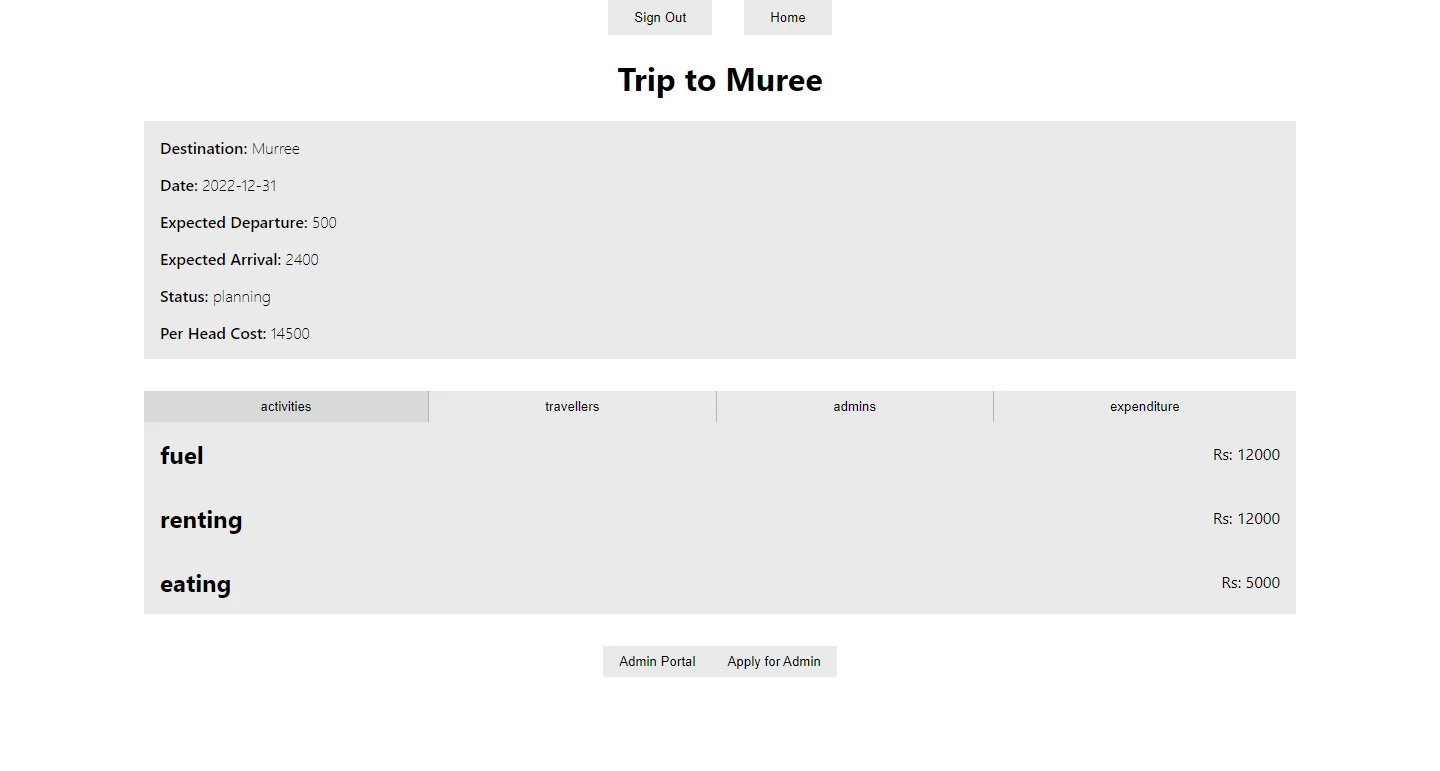 Sign Out Home
Trip to Muree
Destination: Murree
Date: 2022-12-31
Expected Departure: 500
Expected Arrival: 2400
Status: planning
Per Head Cost: 14500
activities travellers admins expenditure
fuel Rs: 12000
renting Rs: 12000
eating Rs: 5000
Admin Portal Apply for Admin